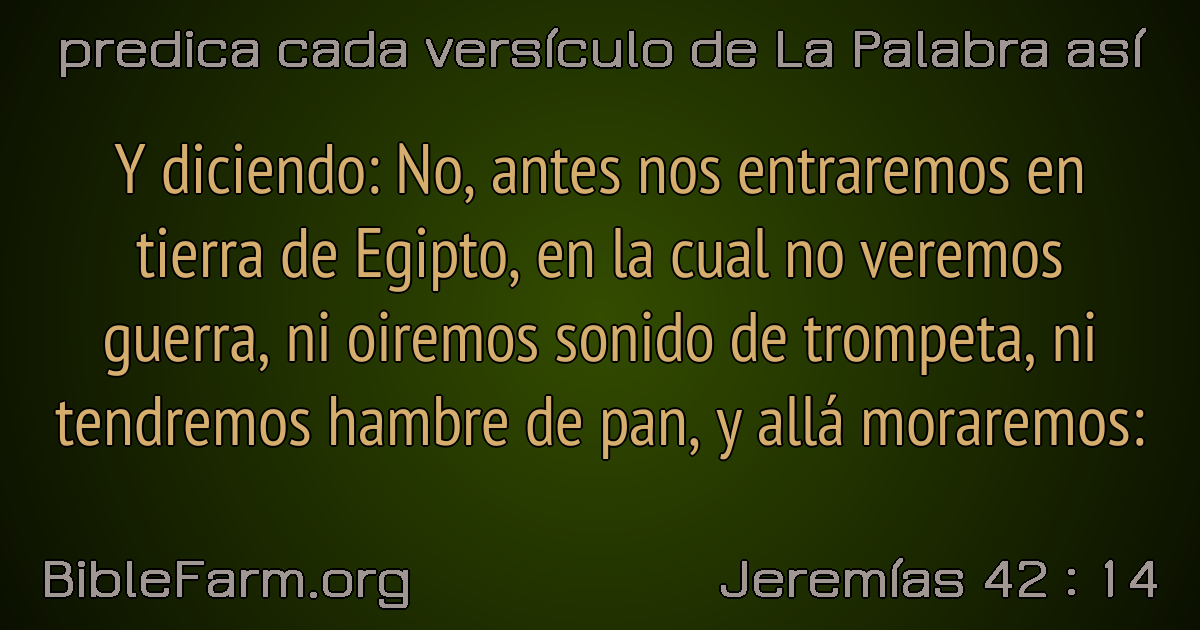 predica cada versículo de La Palabra así
Y diciendo: No, antes nos entraremos en
tierra de Egipto, en la cual no veremos
guerra, ni oiremos sonido de trompeta, ni
tendremos hambre de pan, y allá moraremos:
BibleFarm.org
Jeremías 42 : 14